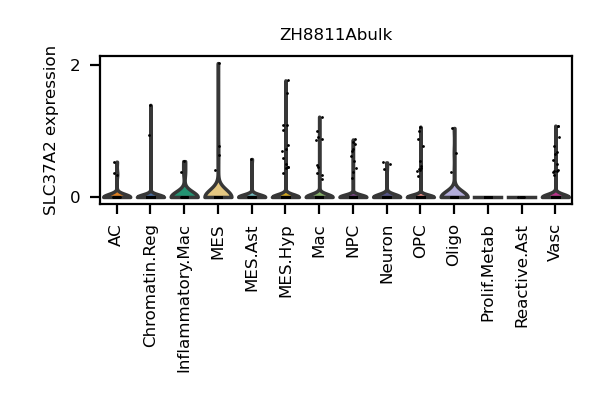 ZH8811Abulk
SLC37A2 expression
2
0
AC
Chromatin.Reg
Inflammatory.Mac
MES
MES.Ast
MES.Hyp
Mac
NPC
Neuron
OPC
Oligo
Prolif.Metab
Reactive.Ast
Vasc